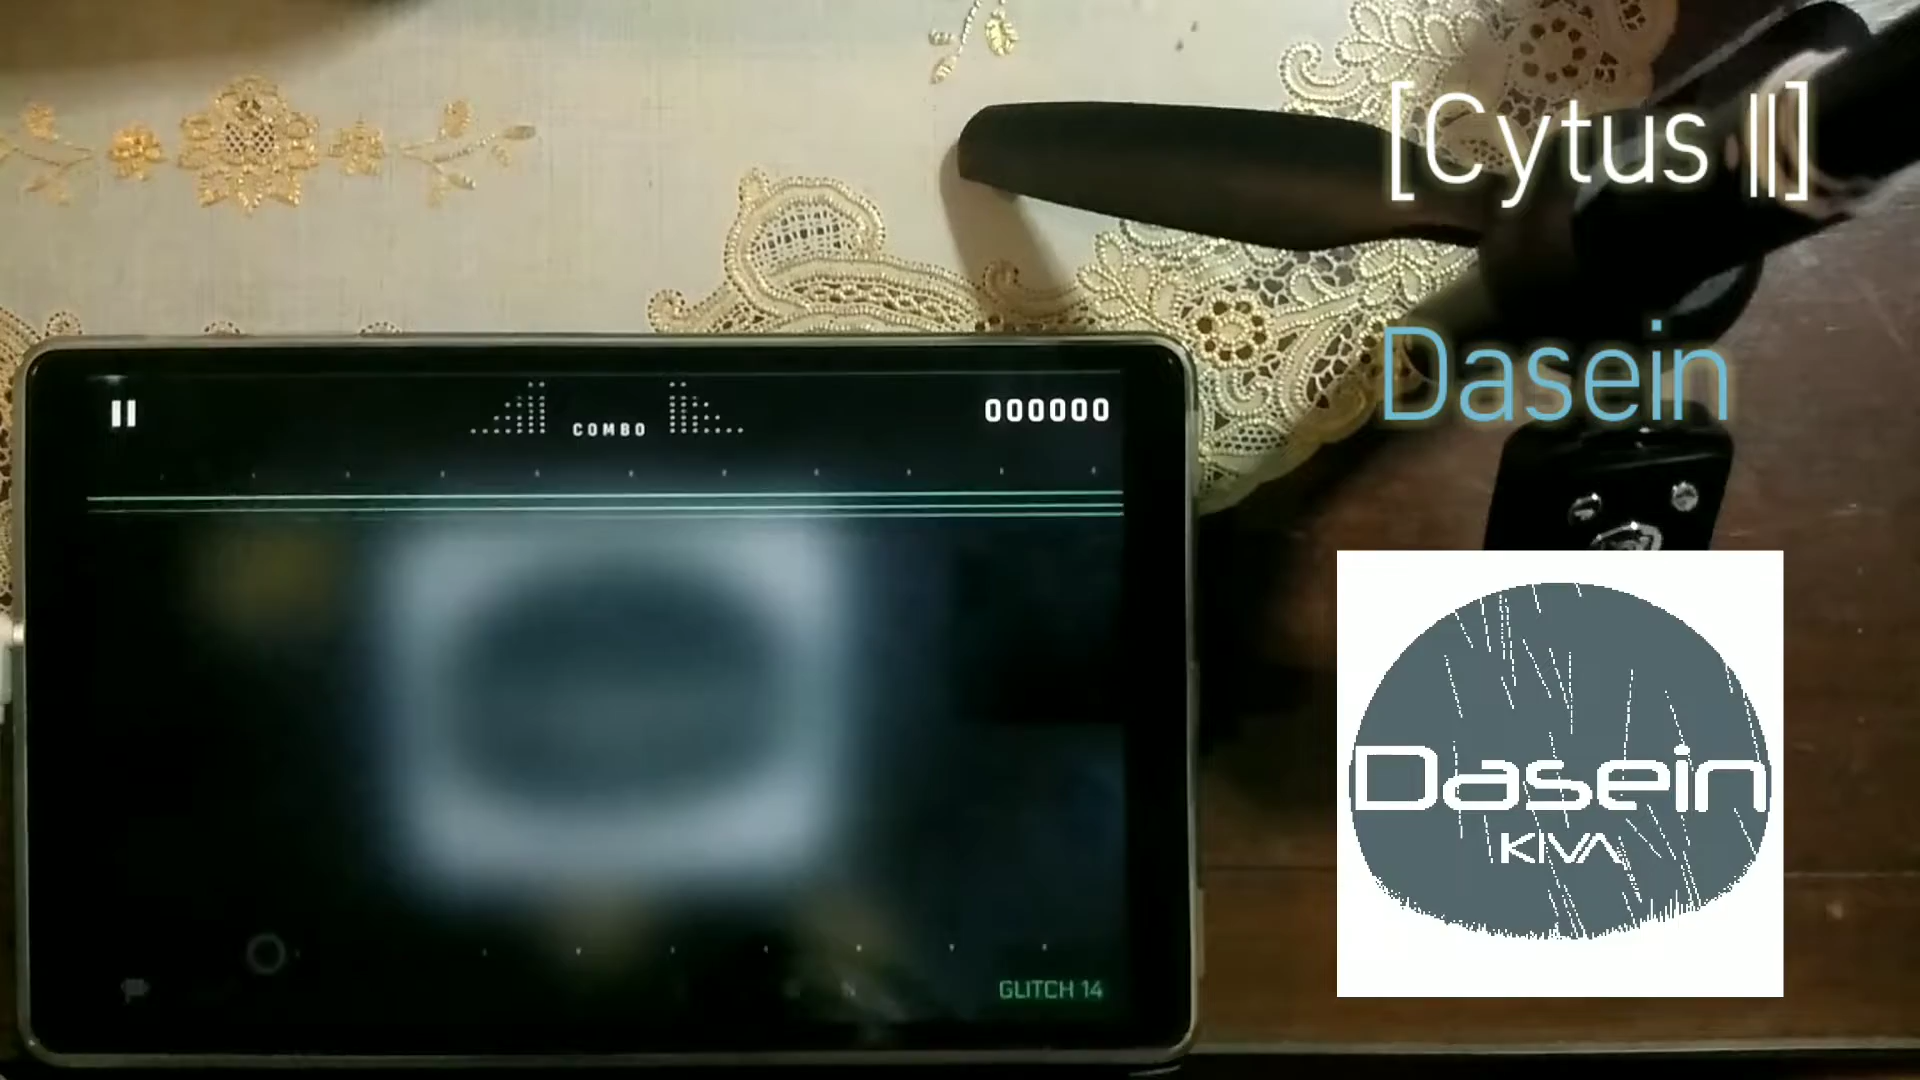 [Cytus II]
Dasein
COMBO
000000
Dasein
KIVA
GLITCH 14